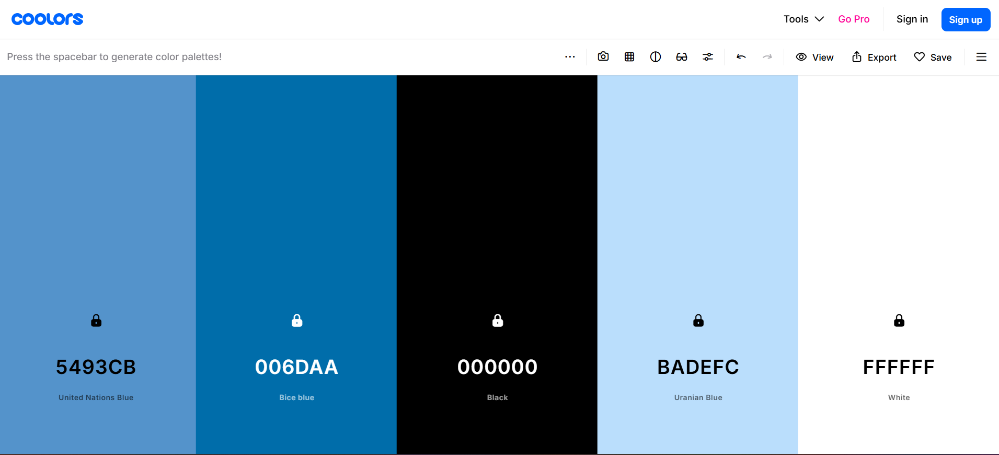 coolors
Tools Go Pro Sign in Sign up
Press the spacebar to generate color palettes!
View Export Save
5493CB
United Nations Blue
006DAA
Bice blue
000000
Black
BADEFC
Uranian Blue
FFFFFF
White